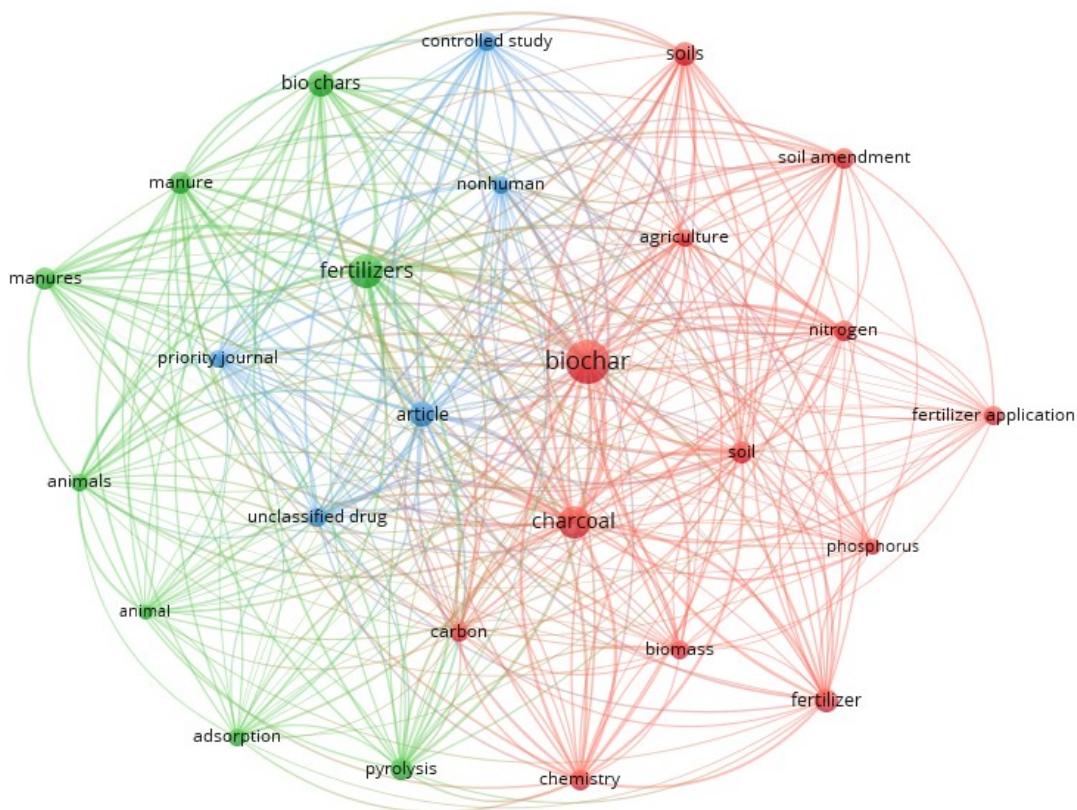 controlled study
soils
bio chars
soil amendment
manure
nonhuman
agriculture
fertilizers
manures
nitrogen
priority journal
biochar
article
fertilizer application
soil
animals
unclassified drug
charcoal
phosphorus
animal
carbon
biomass
fertilizer
adsorption
pyrolysis
chemistry